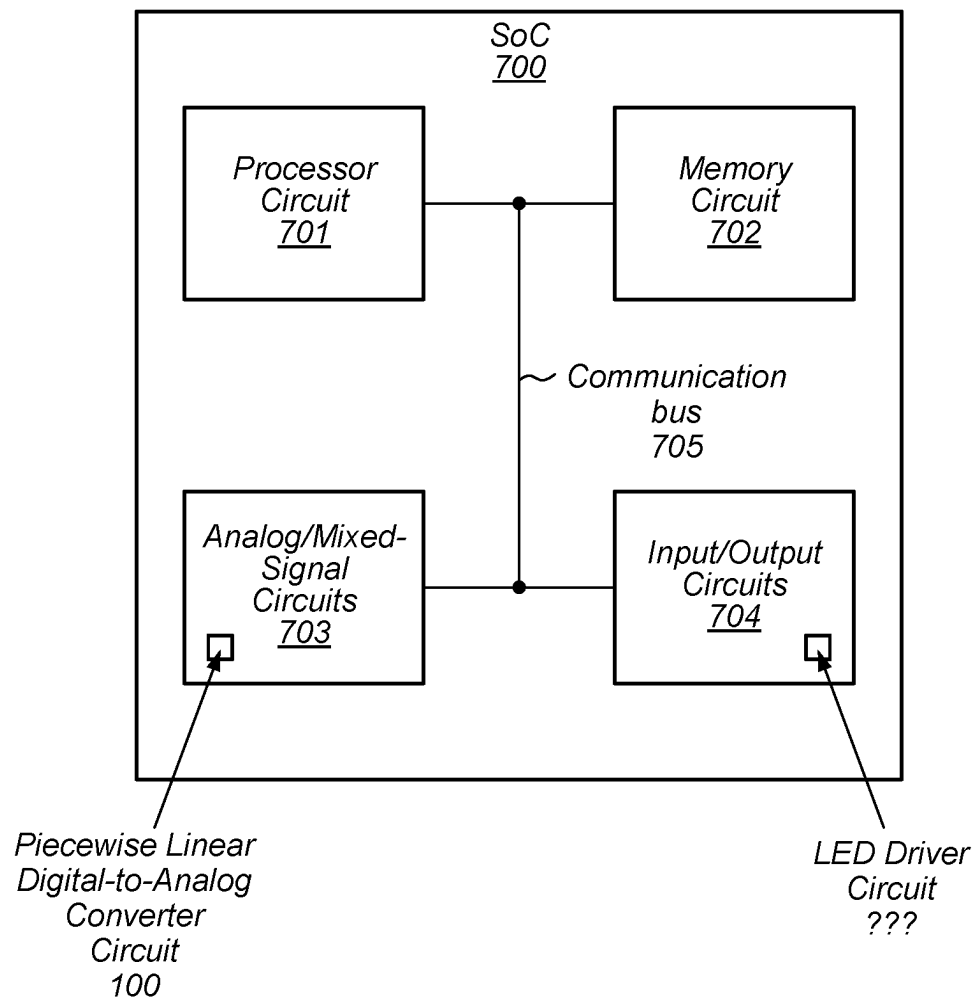 SoC
700
Processor
Circuit
701
Memory
Circuit
702
Communication
bus
705
Analog/Mixed-
Signal
Circuits
703
Input/Output
Circuits
704
Piecewise Linear
Digital-to-Analog
Converter
Circuit
100
LED Driver
Circuit
???